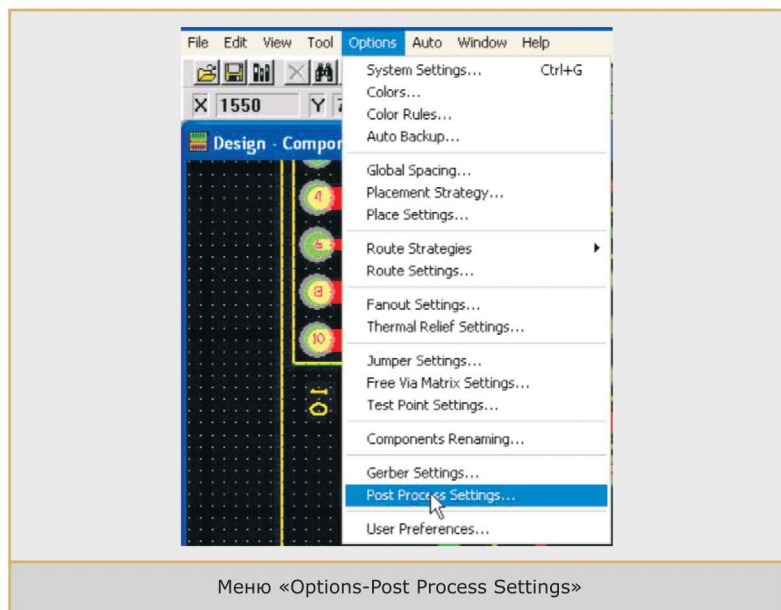 File Edit View Tool Options Auto Window Help
X 1550 Y
Design - Compor
System Settings... Ctrl+G
Colors...
Color Rules...
Auto Backup...
Global Spacing...
Placement Strategy...
Place Settings...
Route Strategies
Route Settings...
Fanout Settings...
Thermal Relief Settings...
Jumper Settings...
Free Via Matrix Settings...
Test Point Settings...
Components Renaming...
Gerber Settings...
Post Process Settings...
User Preferences...
4
6
8
10
10
Меню «Options-Post Process Settings»